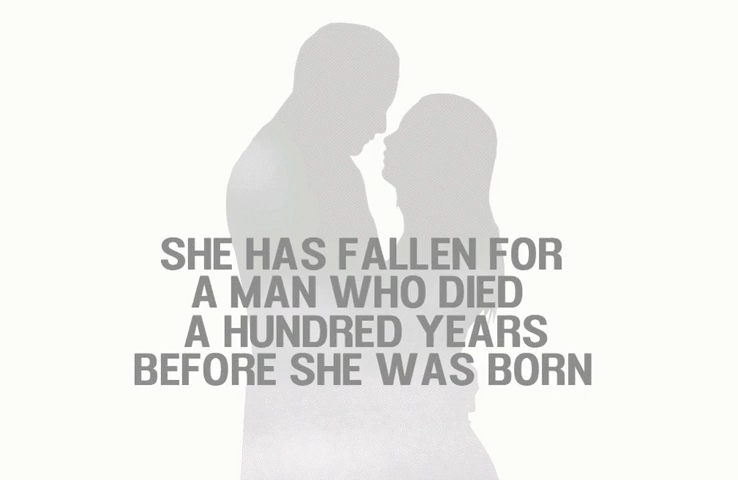 SHE HAS FALLEN FOR
A MAN WHO DIED
A HUNDRED YEARS
BEFORE SHE WAS BORN